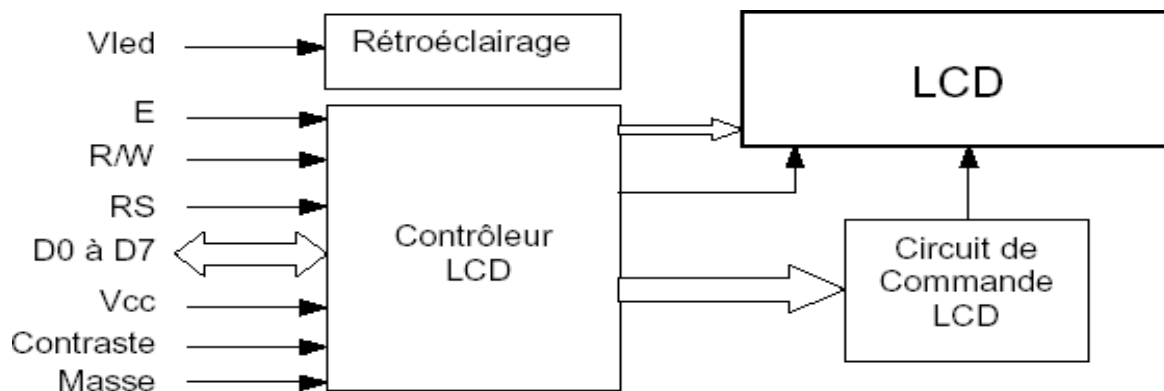 Vled
Rétroéclairage
LCD
E
R/W
RS
D0 à D7
Vcc
Contraste
Masse
Contrôleur
LCD
Circuit de
Commande
LCD